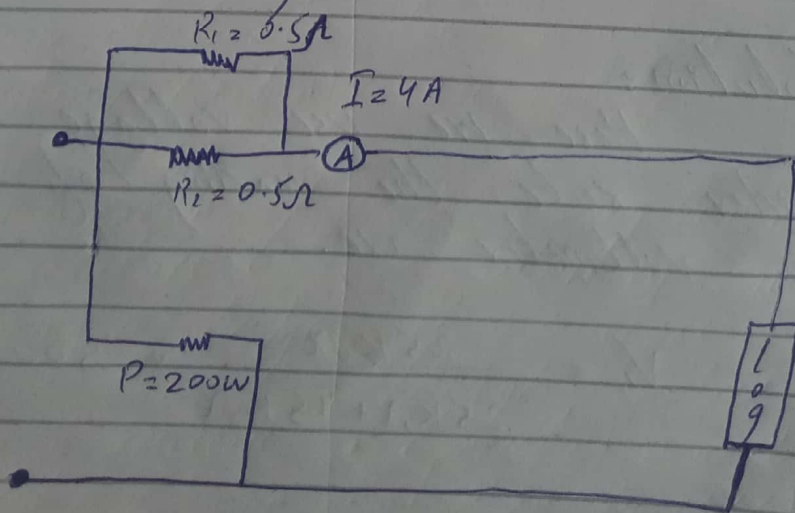 R₁ = 0.5Ω
I = 4A
A
R₂ = 0.5Ω
P=200W
l
o
g